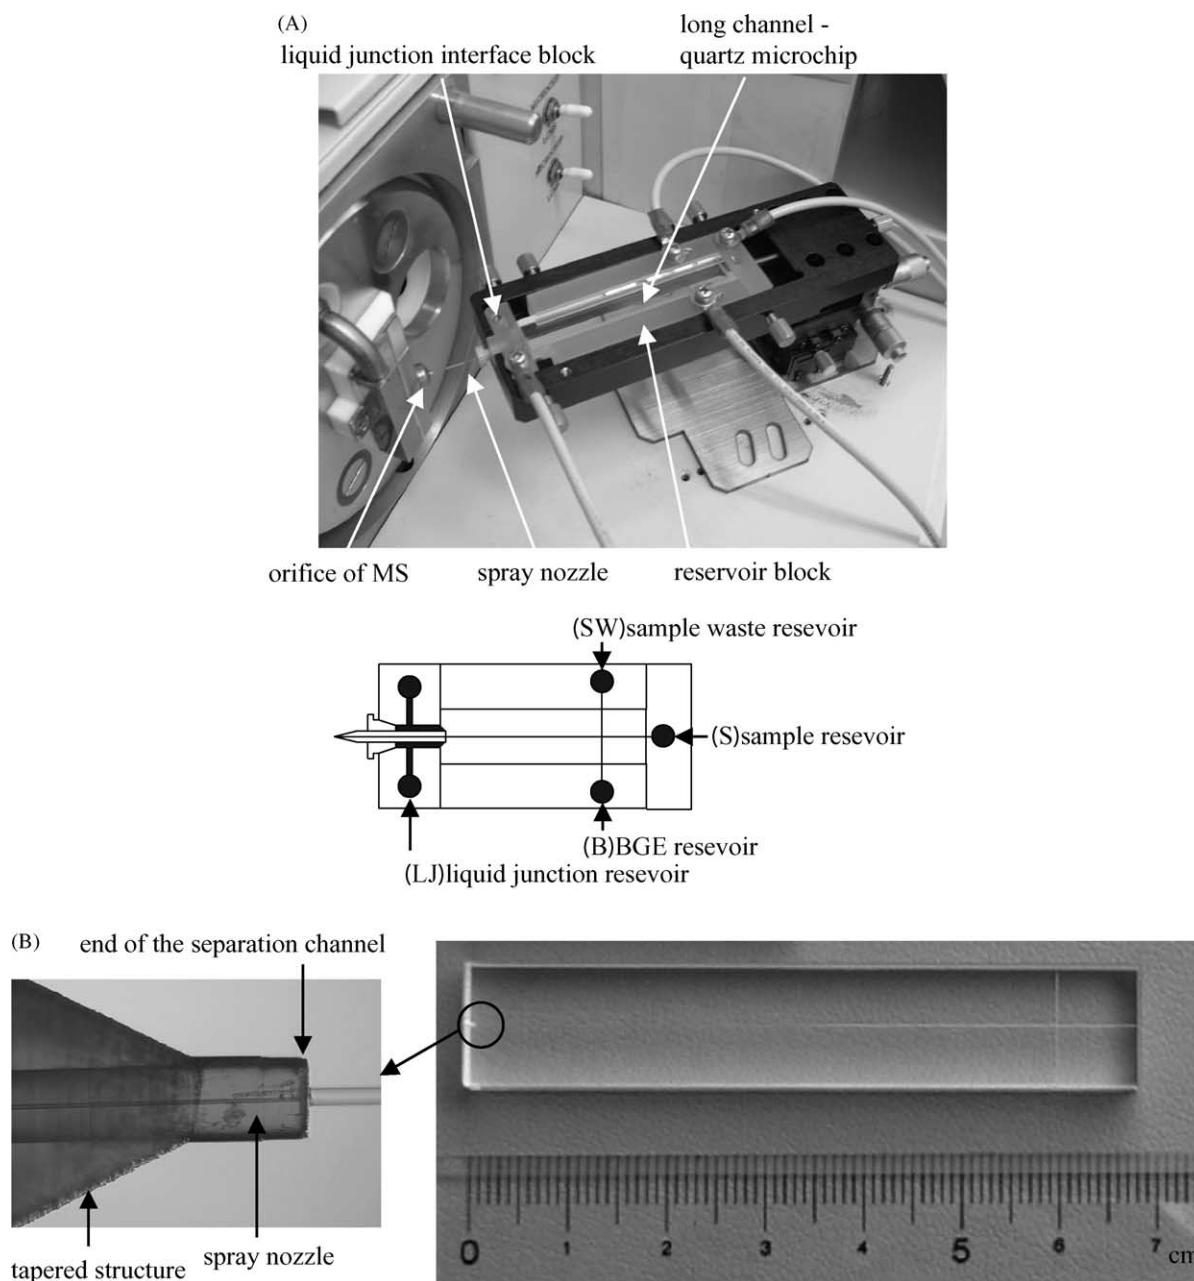 (A)
liquid junction interface block
long channel -
quartz microchip
orifice of MS
spray nozzle
reservoir block
(SW)sample waste resevoir
(S)sample resevoir
(B)BGE resevoir
(LJ)liquid junction resevoir
(B)
end of the separation channel
tapered structure
spray nozzle
0 1 2 3 4 5 6 7 cm